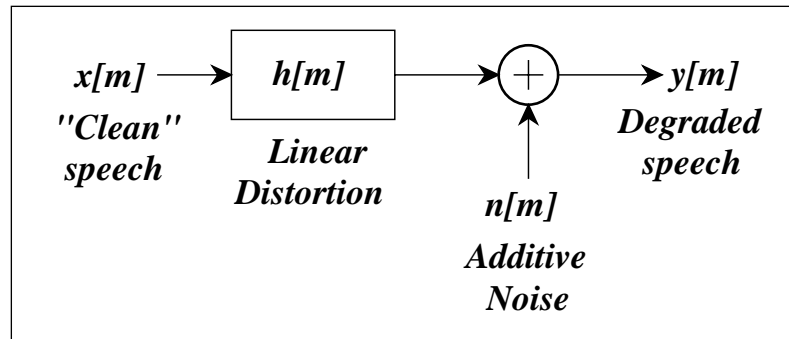 x[m]
"Clean"
speech
h[m]
Linear
Distortion
+
n[m]
Additive
Noise
y[m]
Degraded
speech